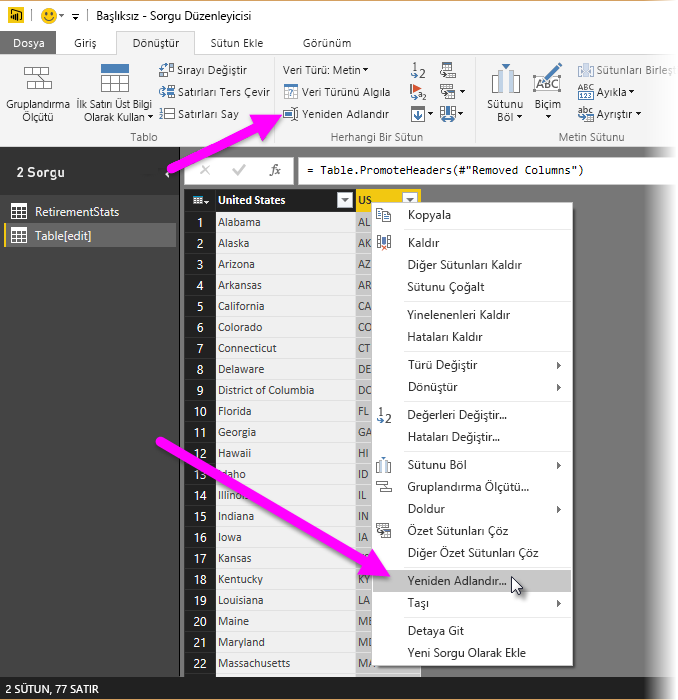 Başlıksız - Sorgu Düzenleyicisi
Dosya Giriş Dönüştür Sütun Ekle Görünüm
Gruplandırma Ölçütü
İlk Satırı Üst Bilgi Olarak Kullan
Sırayı Değiştir
Satırları Ters Çevir
Satırları Say
Tablo
Veri Türü: Metin
Veri Türünü Algıla
Yeniden Adlandır
Herhangi Bir Sütun
Sütunu Böl
Biçim
Sütunları Birleşt
Ayıkla
Ayrıştır
Metin Sütunu
2 Sorgu
RetirementStats
Table[edit]
fx = Table.PromoteHeaders(#"Removed Columns")
United States US
1 Alabama AL
2 Alaska AK
3 Arizona AZ
4 Arkansas AR
5 California CA
6 Colorado CO
7 Connecticut CT
8 Delaware DE
9 District of Columbia DC
10 Florida FL
11 Georgia GA
12 Hawaii HI
13 Idaho ID
14 Illinois IL
15 Indiana IN
16 Iowa IA
17 Kansas
18 Kentucky KY
19 Louisiana LA
20 Maine ME
21 Maryland MD
22 Massachusetts MA
Kopyala
Kaldır
Diğer Sütunları Kaldır
Sütunu Çoğalt
Yinelenenleri Kaldır
Hataları Kaldır
Türü Değiştir
Dönüştür
Değerleri Değiştir...
Hataları Değiştir...
Sütunu Böl
Gruplandırma Ölçütü...
Doldur
Özet Sütunları Çöz
Diğer Özet Sütunları Çöz
Yeniden Adlandır...
Taşı
Detaya Git
Yeni Sorgu Olarak Ekle
2 SÜTUN, 77 SATIR